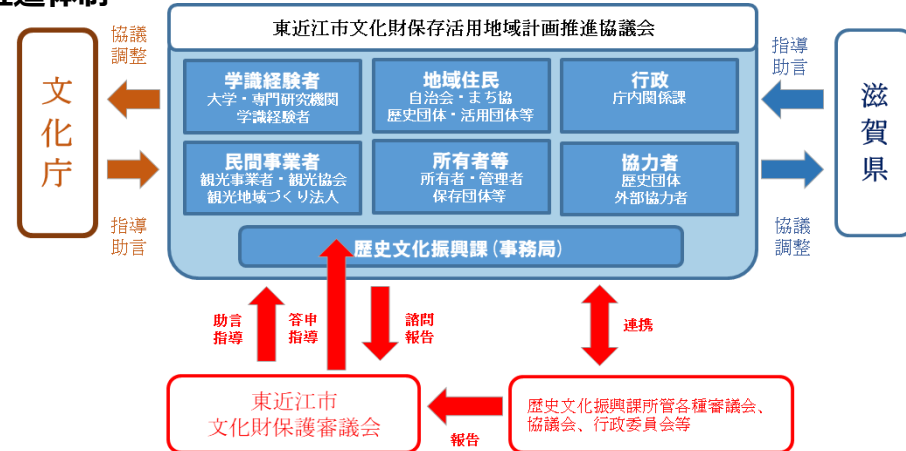 推進体制
東近江市文化財保存活用地域計画推進協議会
協議
調整
文化庁
指導
助言
学識経験者
大学・専門研究機関
学識経験者
地域住民
自治会・まち協
歴史団体・活用団体等
行政
庁内関係課
民間事業者
観光事業者・観光協会
観光地域づくり法人
所有者等
所有者・管理者
保存団体等
協力者
歴史団体
外部協力者
歴史文化振興課(事務局)
指導
助言
滋賀県
協議
調整
助言
指導
答申
指導
諮問
報告
連携
東近江市
文化財保護審議会
報告
歴史文化振興課所管各種審議会、
協議会、行政委員会等